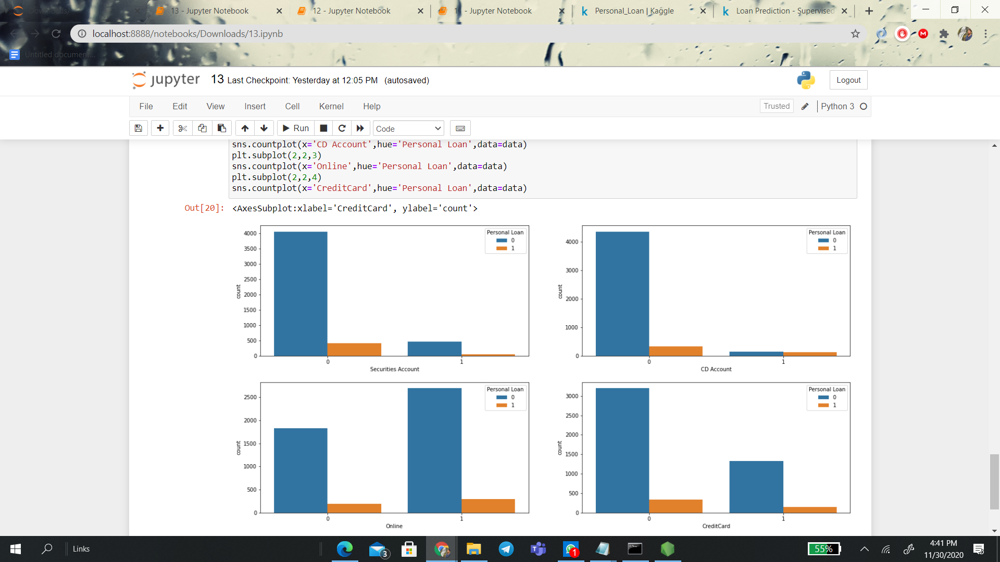 Downloads/
13 - Jupyter Notebook
12 - Jupyter Notebook
- Jupyter Notebook
Personal_Loan | Kaggle
Loan Prediction - Supervised
localhost:8888/notebooks/Downloads/13.ipynb
Untitled documen...
jupyter 13 Last Checkpoint: Yesterday at 12:05 PM (autosaved)
Logout
File Edit View Insert Cell Kernel Help
Trusted
Python 3
Run
Code
sns.countplot(x='CD Account',hue='Personal Loan',data=data)
plt.subplot(2,2,3)
sns.countplot(x='Online',hue='Personal Loan',data=data)
plt.subplot(2,2,4)
sns.countplot(x='CreditCard',hue='Personal Loan',data=data)
Out[20]: <AxesSubplot:xlabel='CreditCard', ylabel='count'>
4000
3500
3000
2500
2000
1500
1000
500
0
count
0 1
Securities Account
Personal Loan
0
1
4000
3000
2000
1000
0
count
0 1
CD Account
Personal Loan
0
1
2500
2000
1500
1000
500
0
count
0 1
Online
Personal Loan
0
1
3000
2500
2000
1500
1000
500
0
count
0 1
CreditCard
Personal Loan
0
1
Links
3
1
55%
4:41 PM
11/30/2020